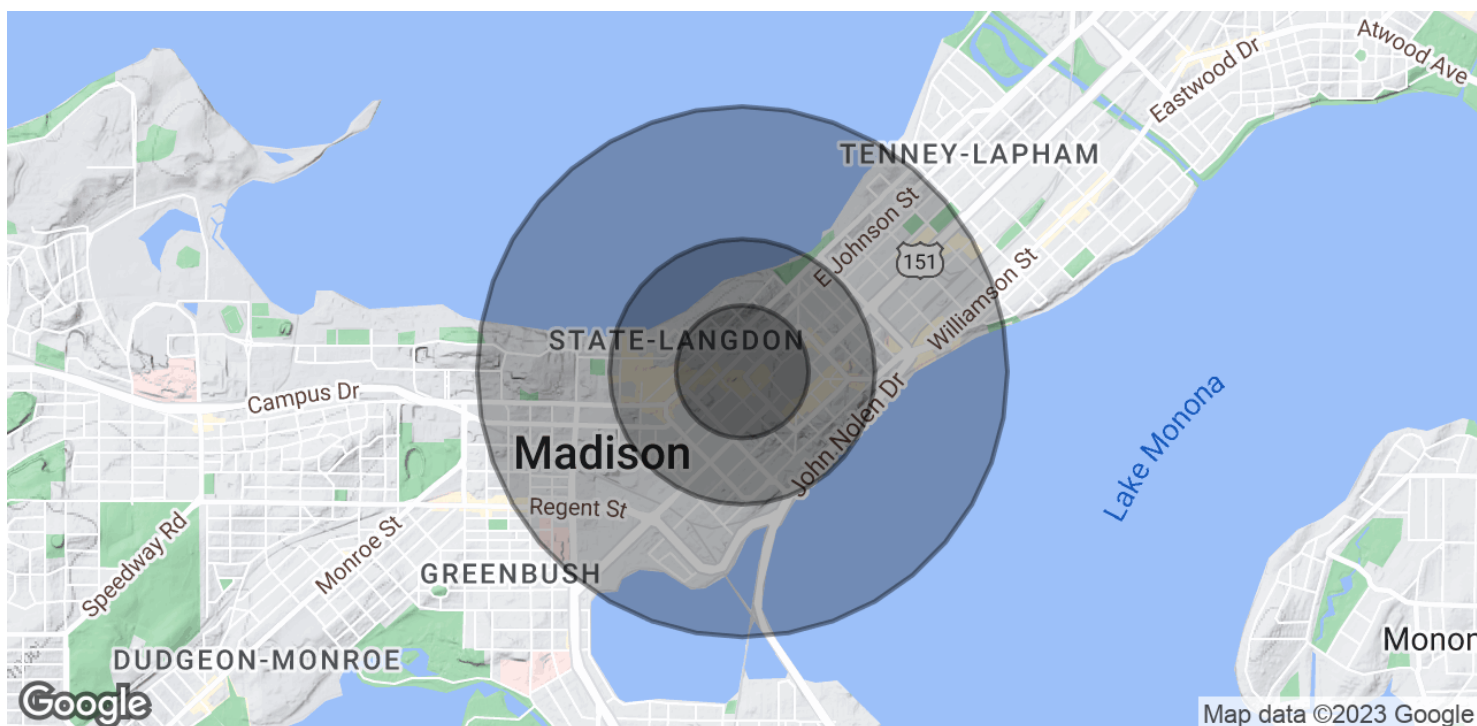 Atwood Ave
Eastwood Dr
TENNEY-LAPHAM
E Johnson St
151
Williamson St
STATE-LANGDON
Campus Dr
John Nolen Dr
Madison
Lake Monona
Regent St
Speedway Rd
Monroe St
GREENBUSH
Monon
DUDGEON-MONROE
Google
Map data ©2023 Google